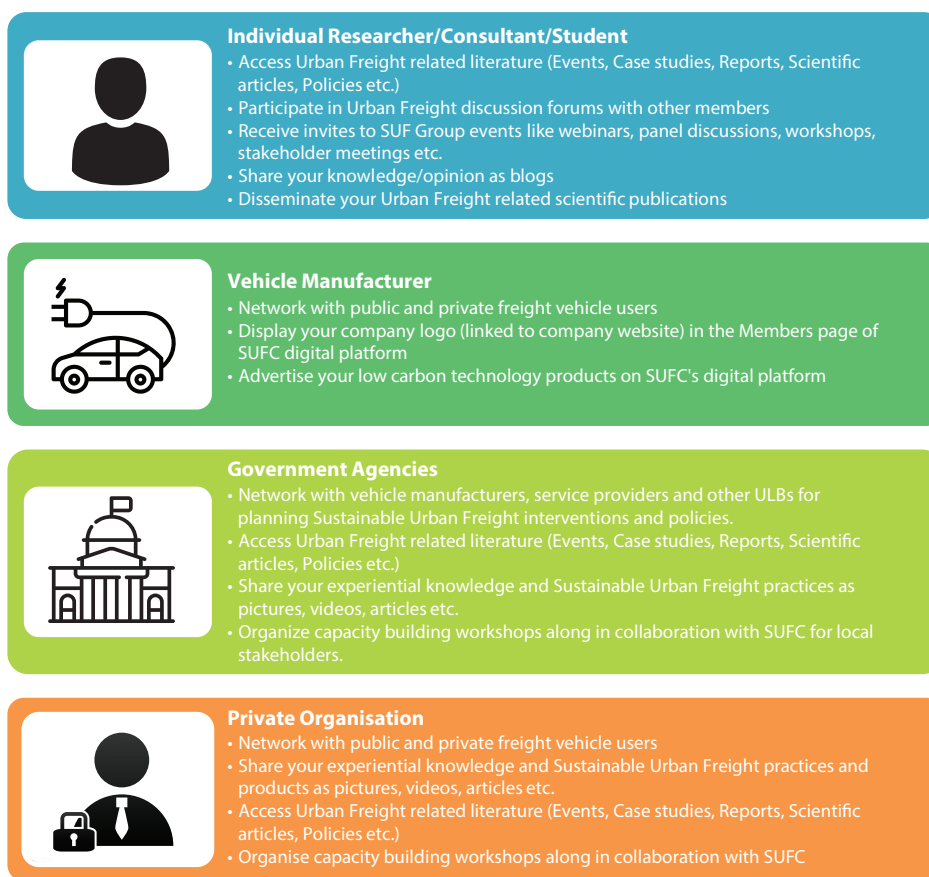 Individual Researcher/Consultant/Student
• Access Urban Freight related literature (Events, Case studies, Reports, Scientific
articles, Policies etc.)
• Participate in Urban Freight discussion forums with other members
• Receive invites to SUF Group events like webinars, panel discussions, workshops,
stakeholder meetings etc.
• Share your knowledge/opinion as blogs
• Disseminate your Urban Freight related scientific publications
Vehicle Manufacturer
• Network with public and private freight vehicle users
• Display your company logo (linked to company website) in the Members page of
SUFC digital platform
• Advertise your low carbon technology products on SUFC's digital platform
Government Agencies
• Network with vehicle manufacturers, service providers and other ULBs for
planning Sustainable Urban Freight interventions and policies.
• Access Urban Freight related literature (Events, Case studies, Reports, Scientific
articles, Policies etc.)
• Share your experiential knowledge and Sustainable Urban Freight practices as
pictures, videos, articles etc.
• Organize capacity building workshops along in collaboration with SUFC for local
stakeholders.
Private Organisation
• Network with public and private freight vehicle users
• Share your experiential knowledge and Sustainable Urban Freight practices and
products as pictures, videos, articles etc.
• Access Urban Freight related literature (Events, Case studies, Reports, Scientific
articles, Policies etc.)
• Organise capacity building workshops along in collaboration with SUFC